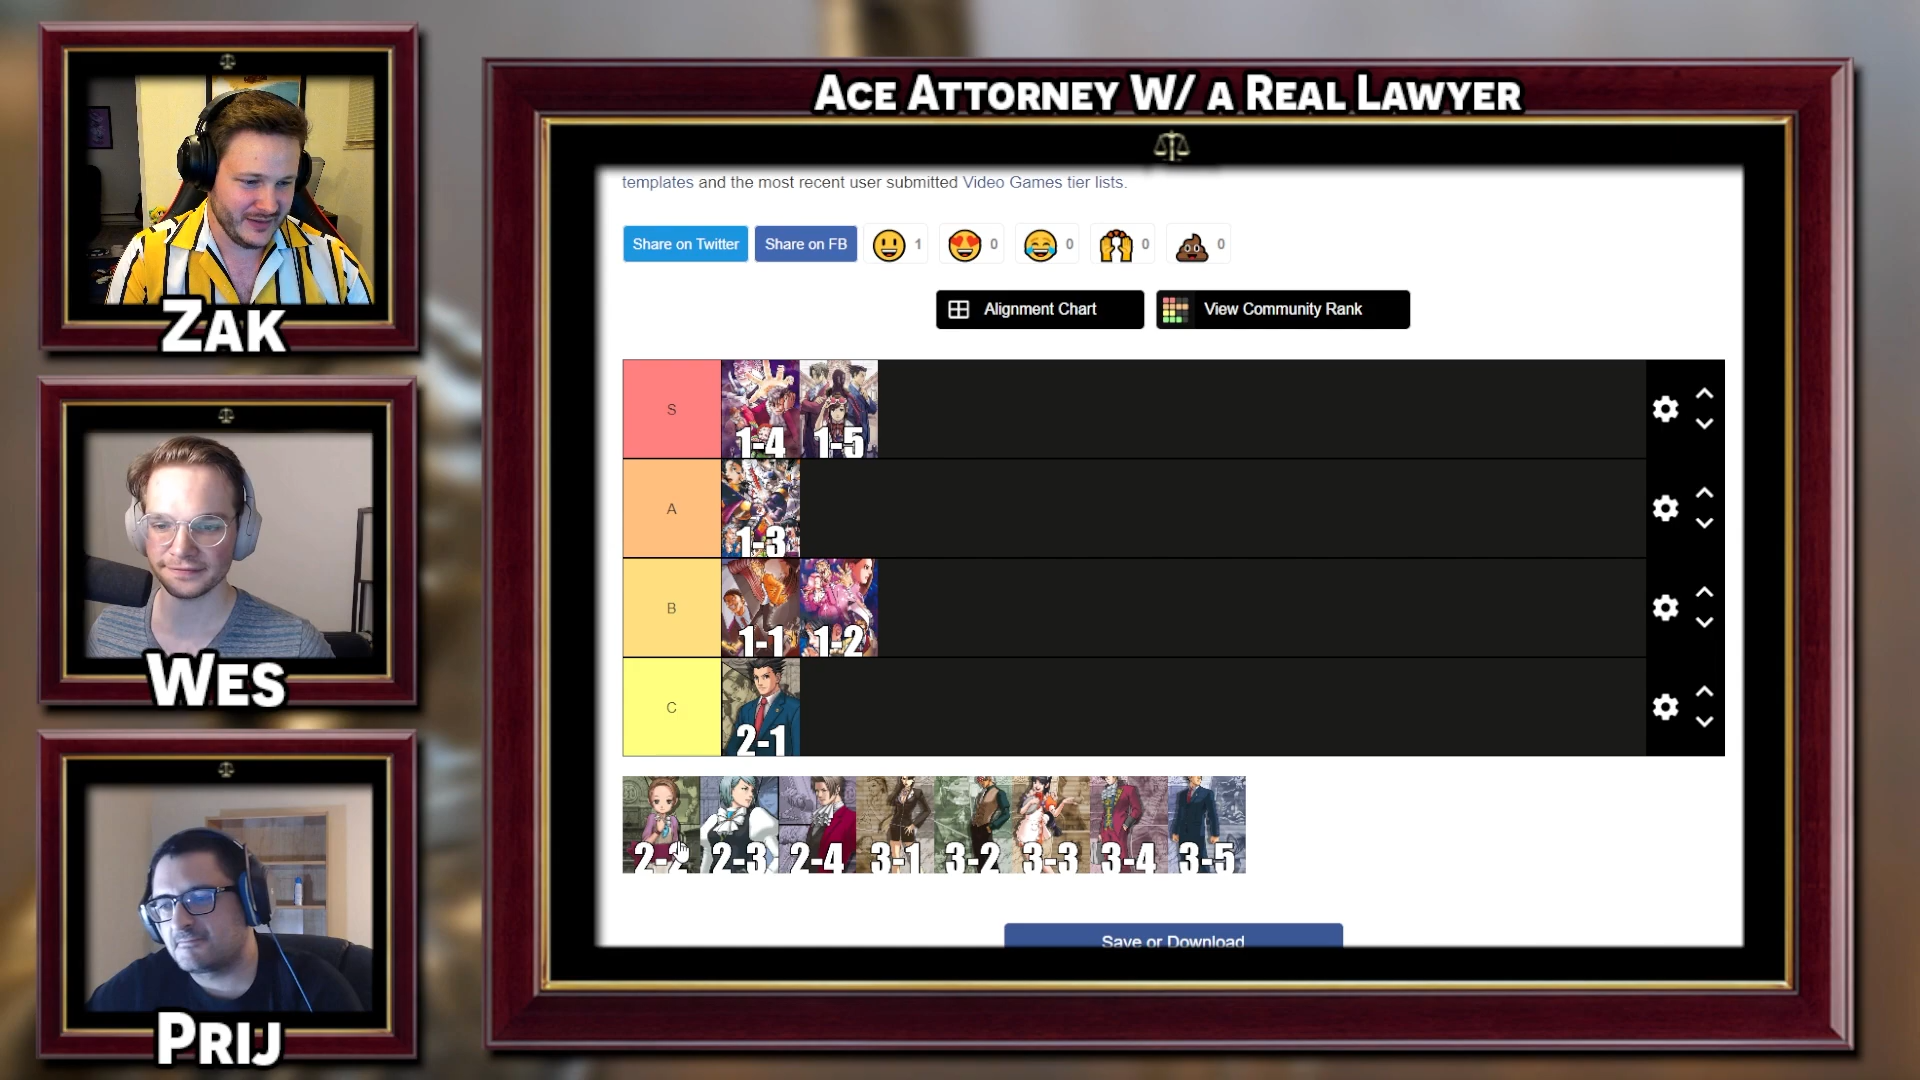 Ace Attorney W/ a Real Lawyer
templates and the most recent user submitted Video Games tier lists.
Share on Twitter
Share on FB
1
0
0
0
0
Alignment Chart
View Community Rank
S
1-4
1-5
A
1-3
B
1-1
1-2
C
2-1
2-2
2-3
2-4
3-1
3-2
3-3
3-4
3-5
Save or Download
Zak
Wes
Prij